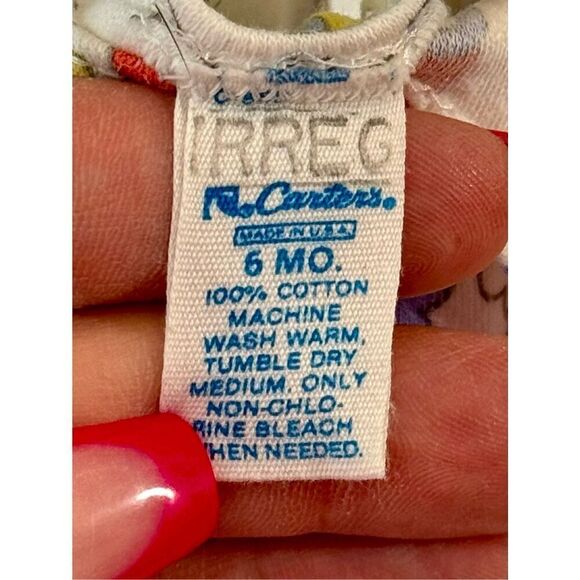 IRREG
Carter's®
MADE IN U.S.A.
6 MO.
100% COTTON
MACHINE
WASH WARM,
TUMBLE DRY
MEDIUM. ONLY
NON-CHLO-
RINE BLEACH
WHEN NEEDED.